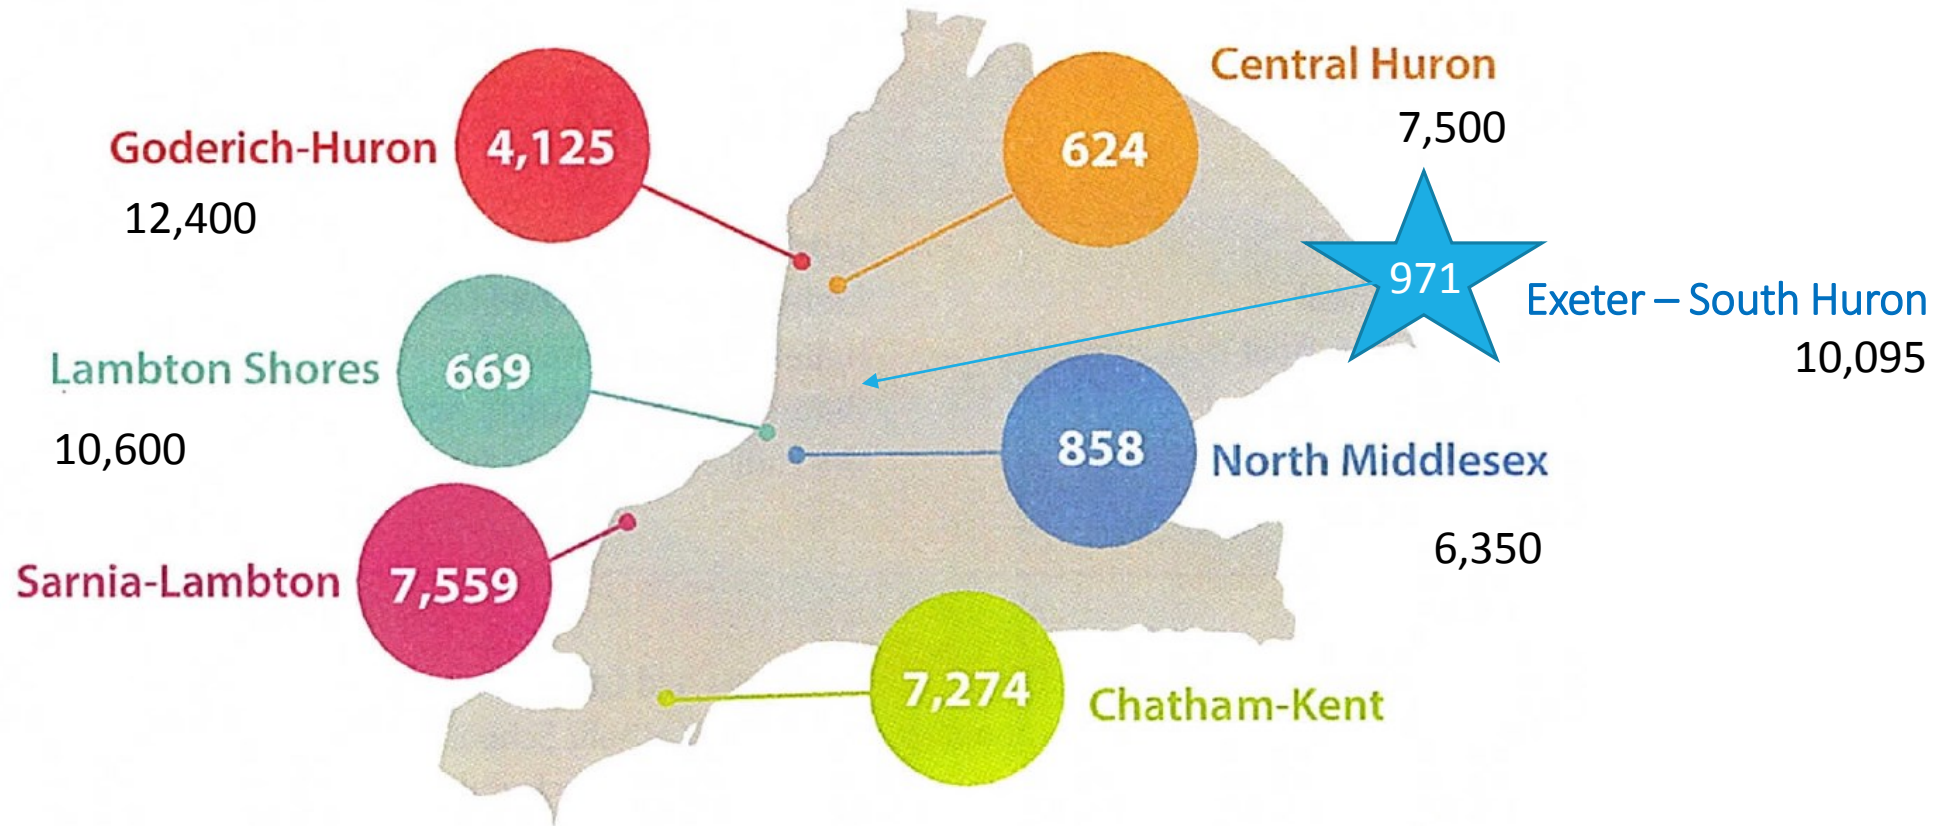 Central Huron
7,500
624
Goderich-Huron
4,125
12,400
971
Exeter – South Huron
10,095
Lambton Shores
669
10,600
858
North Middlesex
6,350
Sarnia-Lambton
7,559
7,274
Chatham-Kent